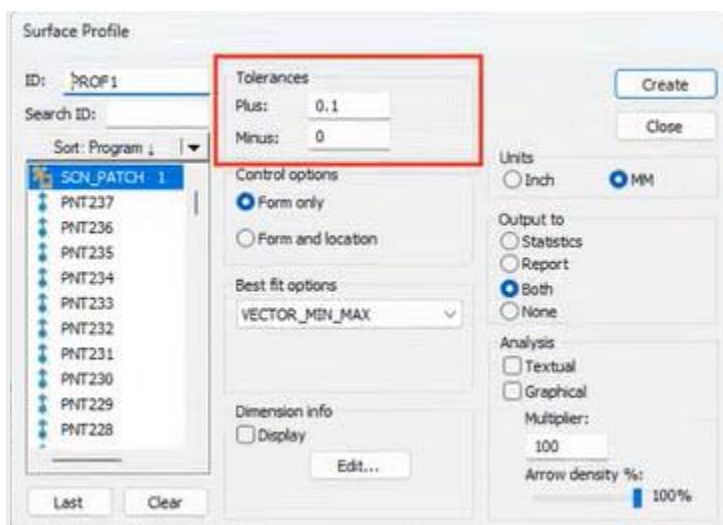 Surface Profile
ID: PROF1
Search ID:
Sort: Program ↓
SCN_PATCH 1
PNT237
PNT236
PNT235
PNT234
PNT233
PNT232
PNT231
PNT230
PNT229
PNT228
Last Clear
Tolerances
Plus: 0.1
Minus: 0
Control options
Form only
Form and location
Best fit options
VECTOR_MIN_MAX
Dimension info
Display
Edit...
Create
Close
Units
Inch MM
Output to
Statistics
Report
Both
None
Analysis
Textual
Graphical
Multiplier:
100
Arrow density %:
100%